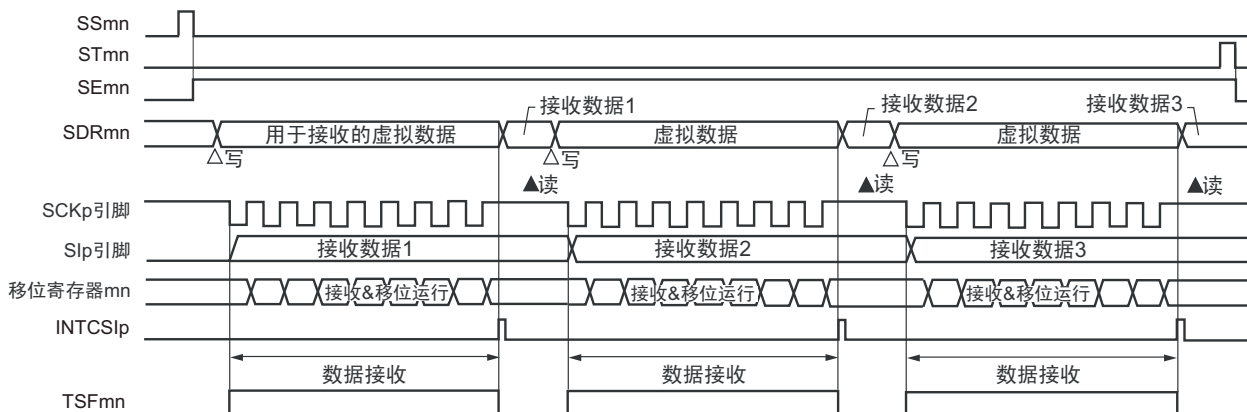 SSmn
STmn
SEmn
接收数据1 接收数据2 接收数据3
SDRmn 用于接收的虚拟数据 虚拟数据 虚拟数据
△写 △写 △写
▲读 ▲读 ▲读
SCKp引脚
SIp引脚 接收数据1 接收数据2 接收数据3
移位寄存器mn 接收&移位运行 接收&移位运行 接收&移位运行
INTCSIp
数据接收 数据接收 数据接收
TSFmn